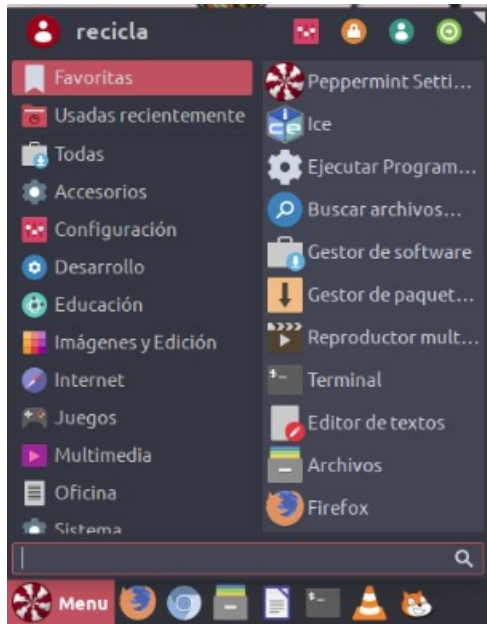 recicla
Favoritas
Usadas recientemente
Todas
Accesorios
Configuración
Desarrollo
Educación
Imágenes y Edición
Internet
Juegos
Multimedia
Oficina
Sistema
Peppermint Setti...
Ice
Ejecutar Program...
Buscar archivos...
Gestor de software
Gestor de paquet...
Reproductor mult...
Terminal
Editor de textos
Archivos
Firefox
Menu